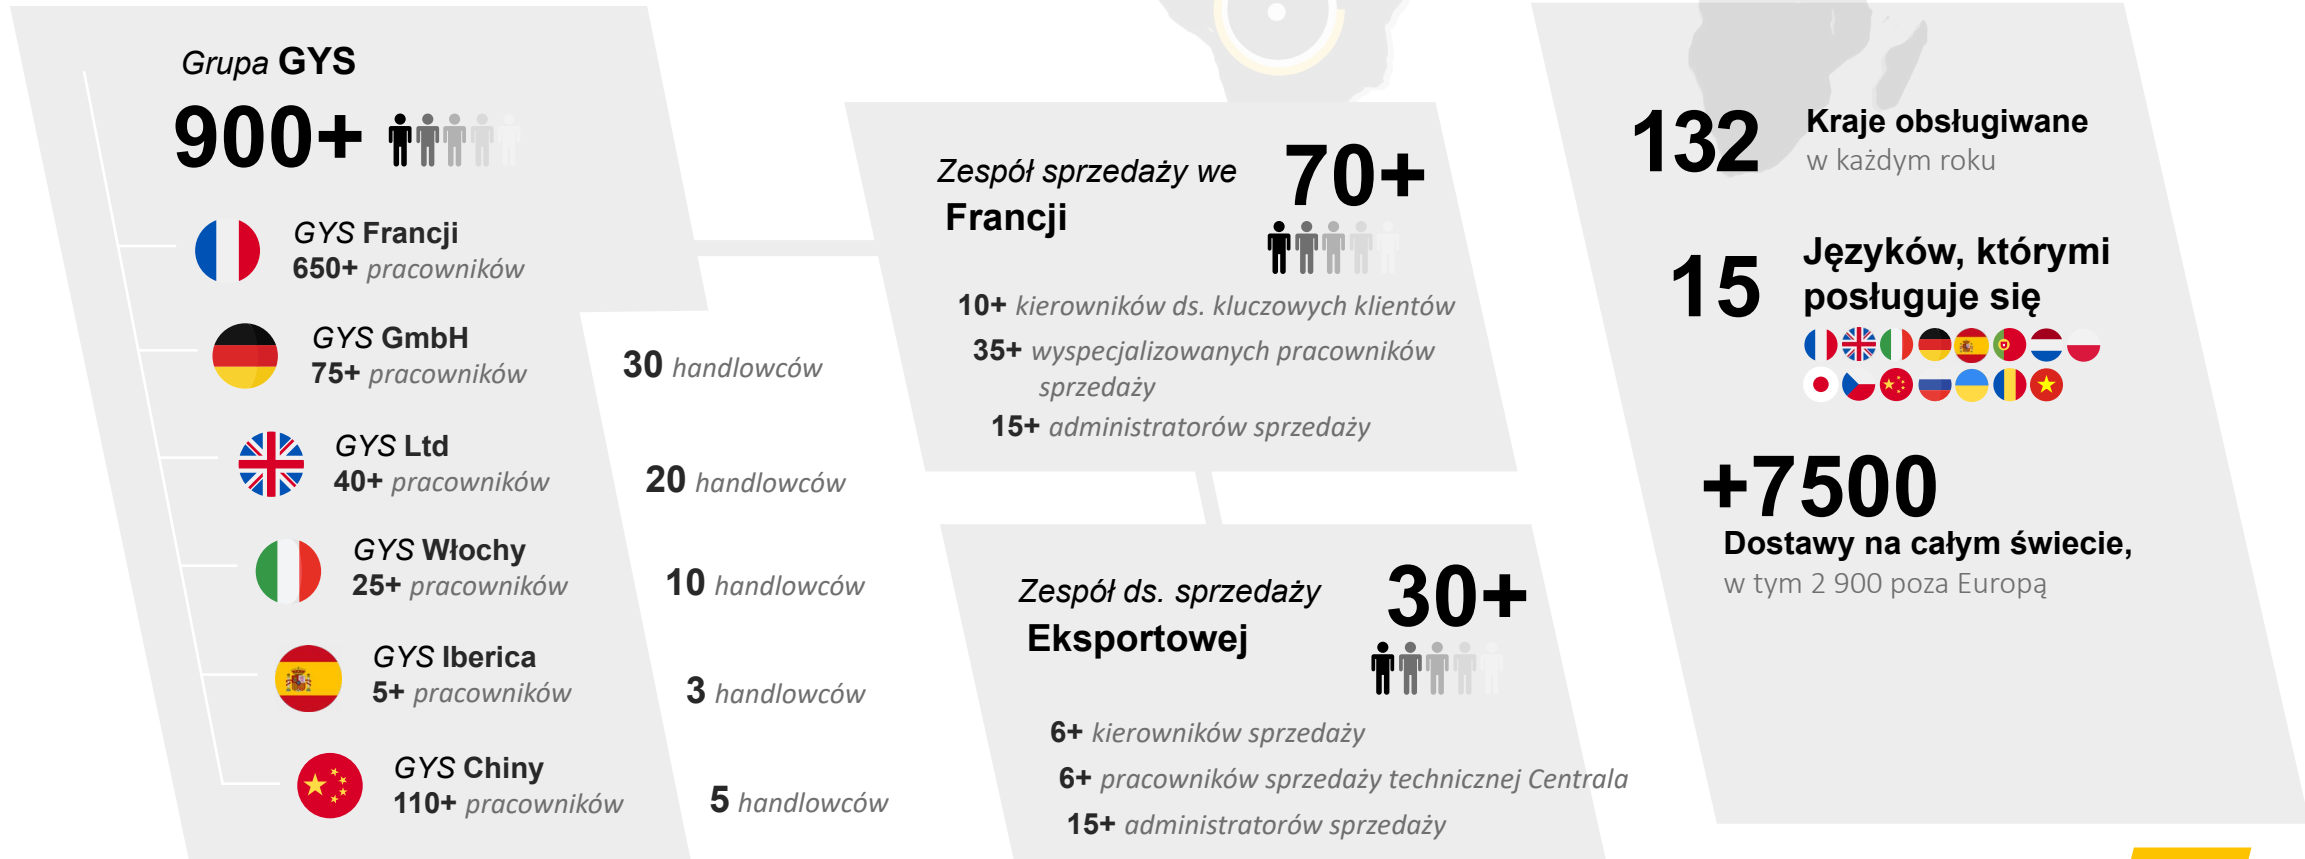 Grupa GYS
900+
GYS Francji
650+ pracowników
GYS GmbH
75+ pracowników
30 handlowców
GYS Ltd
40+ pracowników
20 handlowców
GYS Włochy
25+ pracowników
10 handlowców
GYS Iberica
5+ pracowników
3 handlowców
GYS Chiny
110+ pracowników
5 handlowców
Zespół sprzedaży we
Francji
70+
10+ kierowników ds. kluczowych klientów
35+ wyspecjalizowanych pracowników
sprzedaży
15+ administratorów sprzedaży
Zespół ds. sprzedaży
Eksportowej
30+
6+ kierowników sprzedaży
6+ pracowników sprzedaży technicznej Centrala
15+ administratorów sprzedaży
132
Kraje obsługiwane
w każdym roku
15
Języków, którymi
posługuje się
+7500
Dostawy na całym świecie,
w tym 2 900 poza Europą